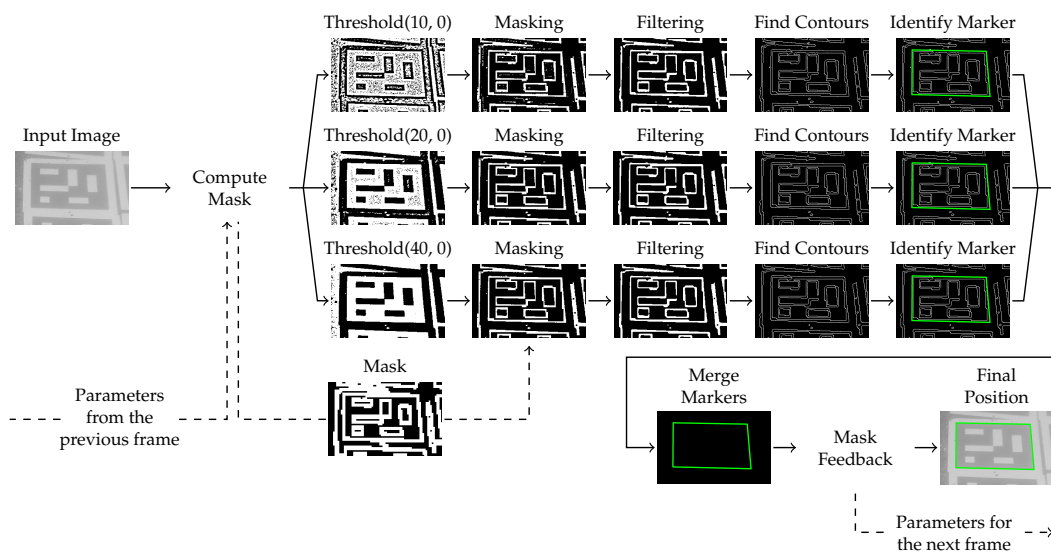 Threshold(10, 0)
Masking
Filtering
Find Contours
Identify Marker
Input Image
Compute
Mask
Threshold(20, 0)
Masking
Filtering
Find Contours
Identify Marker
Threshold(40, 0)
Masking
Filtering
Find Contours
Identify Marker
Parameters
from the
previous frame
Mask
Merge
Markers
Mask
Feedback
Final
Position
Parameters for
the next frame